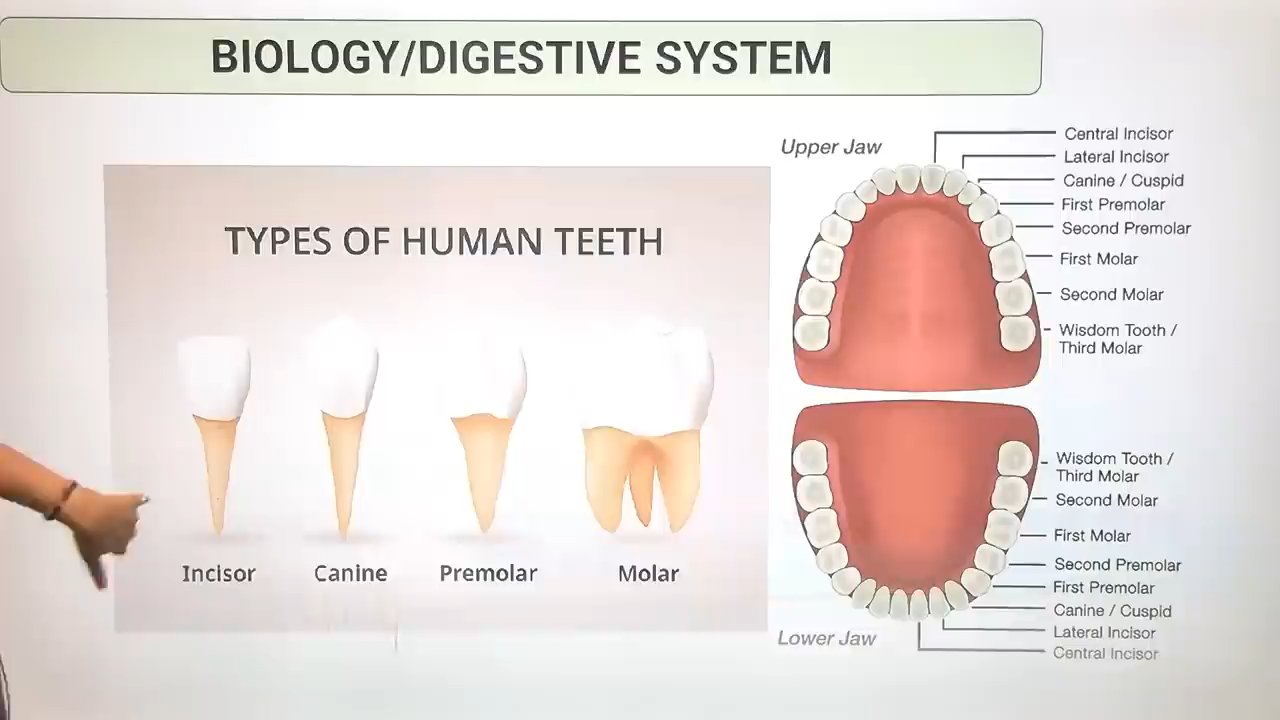 BIOLOGY/DIGESTIVE SYSTEM
TYPES OF HUMAN TEETH
Incisor
Canine
Premolar
Molar
Upper Jaw
Central Incisor
Lateral Incisor
Canine / Cuspid
First Premolar
Second Premolar
First Molar
Second Molar
Wisdom Tooth /
Third Molar
Wisdom Tooth /
Third Molar
Second Molar
First Molar
Second Premolar
First Premolar
Canine / Cuspid
Lateral Incisor
Central Incisor
Lower Jaw